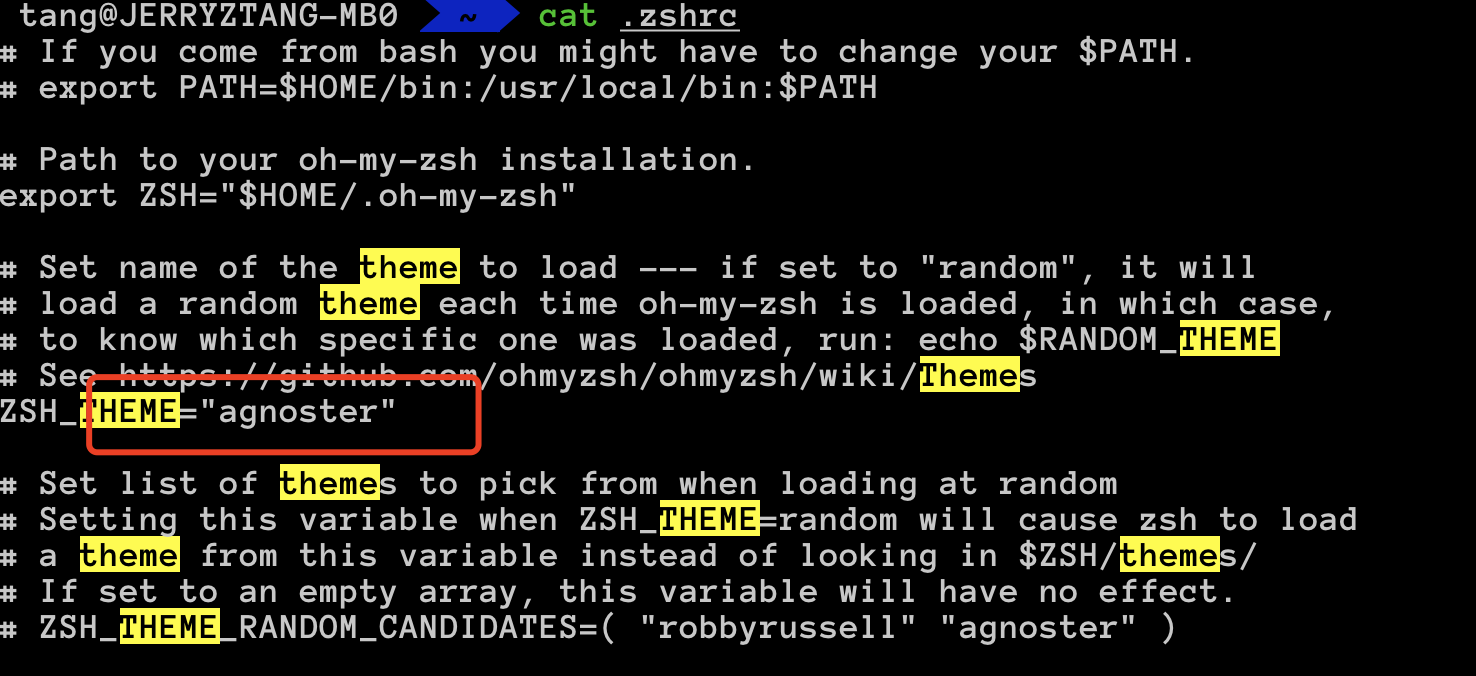 tang@JERRYZTANG-MB0 ~ cat .zshrc
# If you come from bash you might have to change your $PATH.
# export PATH=$HOME/bin:/usr/local/bin:$PATH
# Path to your oh-my-zsh installation.
export ZSH="$HOME/.oh-my-zsh"
# Set name of the theme to load --- if set to "random", it will
# load a random theme each time oh-my-zsh is loaded, in which case,
# to know which specific one was loaded, run: echo $RANDOM_THEME
# See https://github.com/ohmyzsh/ohmyzsh/wiki/Themes
ZSH_THEME="agnoster"
# Set list of themes to pick from when loading at random
# Setting this variable when ZSH_THEME=random will cause zsh to load
# a theme from this variable instead of looking in $ZSH/themes/
# If set to an empty array, this variable will have no effect.
# ZSH_THEME_RANDOM_CANDIDATES=( "robbyrussell" "agnoster" )